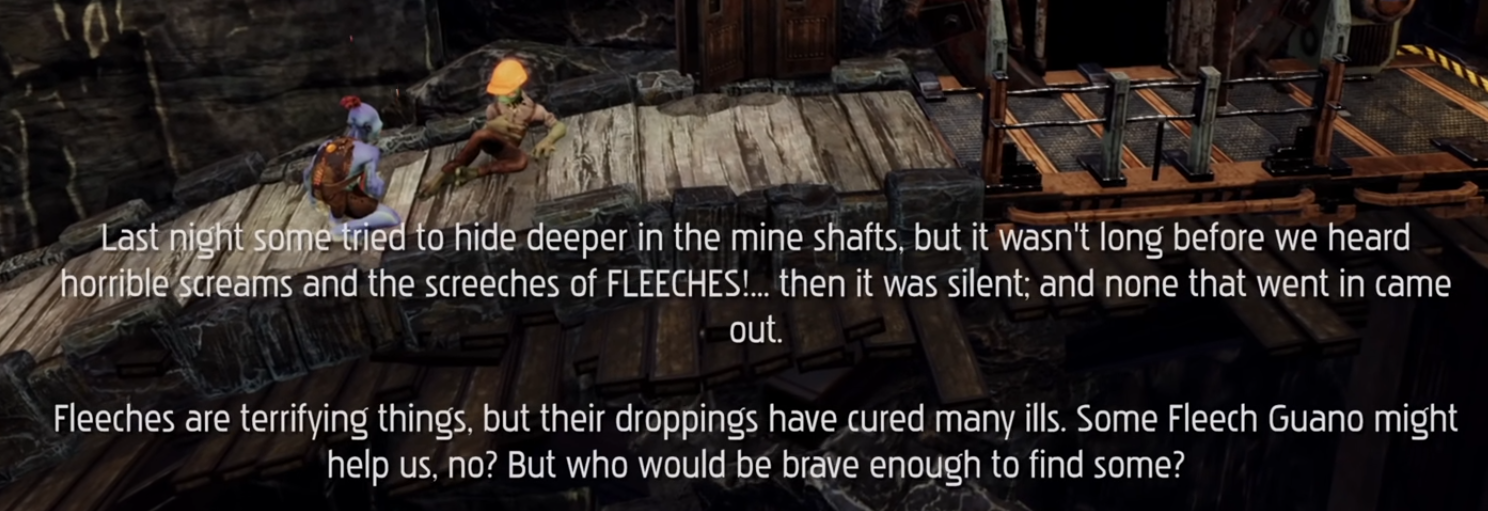 Last night some tried to hide deeper in the mine shafts, but it wasn't long before we heard
horrible screams and the screeches of FLEECHES!... then it was silent; and none that went in came
out.
Fleeches are terrifying things, but their droppings have cured many ills. Some Fleech Guano might
help us, no? But who would be brave enough to find some?